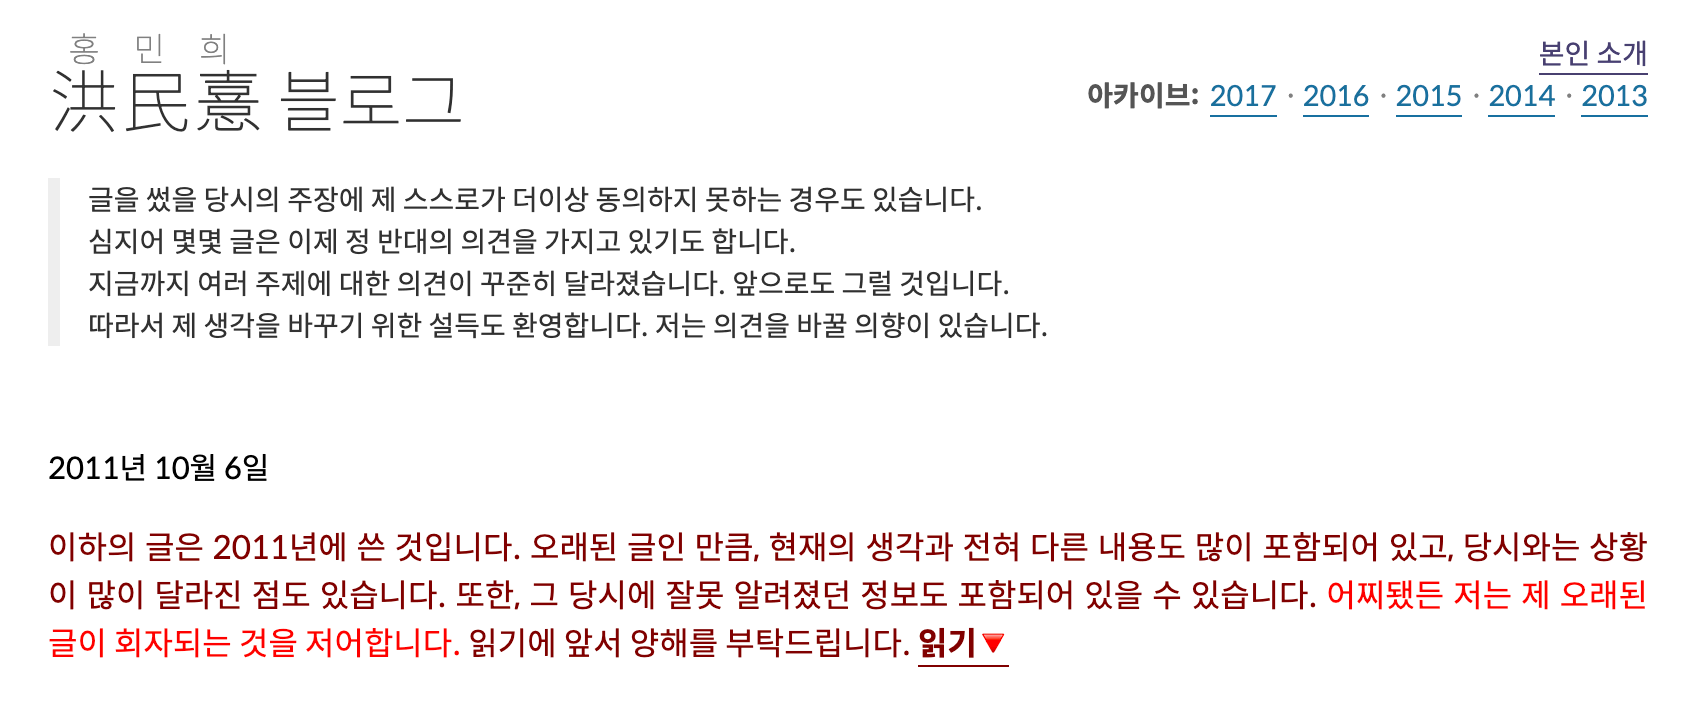 홍 민 희
洪民憙 블로그
본인 소개
아카이브: 2017 · 2016 · 2015 · 2014 · 2013
글을 썼을 당시의 주장에 제 스스로가 더이상 동의하지 못하는 경우도 있습니다.
심지어 몇몇 글은 이제 정 반대의 의견을 가지고 있기도 합니다.
지금까지 여러 주제에 대한 의견이 꾸준히 달라졌습니다. 앞으로도 그럴 것입니다.
따라서 제 생각을 바꾸기 위한 설득도 환영합니다. 저는 의견을 바꿀 의향이 있습니다.
2011년 10월 6일
이하의 글은 2011년에 쓴 것입니다. 오래된 글인 만큼, 현재의 생각과 전혀 다른 내용도 많이 포함되어 있고, 당시와는 상황
이 많이 달라진 점도 있습니다. 또한, 그 당시에 잘못 알려졌던 정보도 포함되어 있을 수 있습니다. 어찌됐든 저는 제 오래된
글이 회자되는 것을 저어합니다. 읽기에 앞서 양해를 부탁드립니다. 읽기🔻